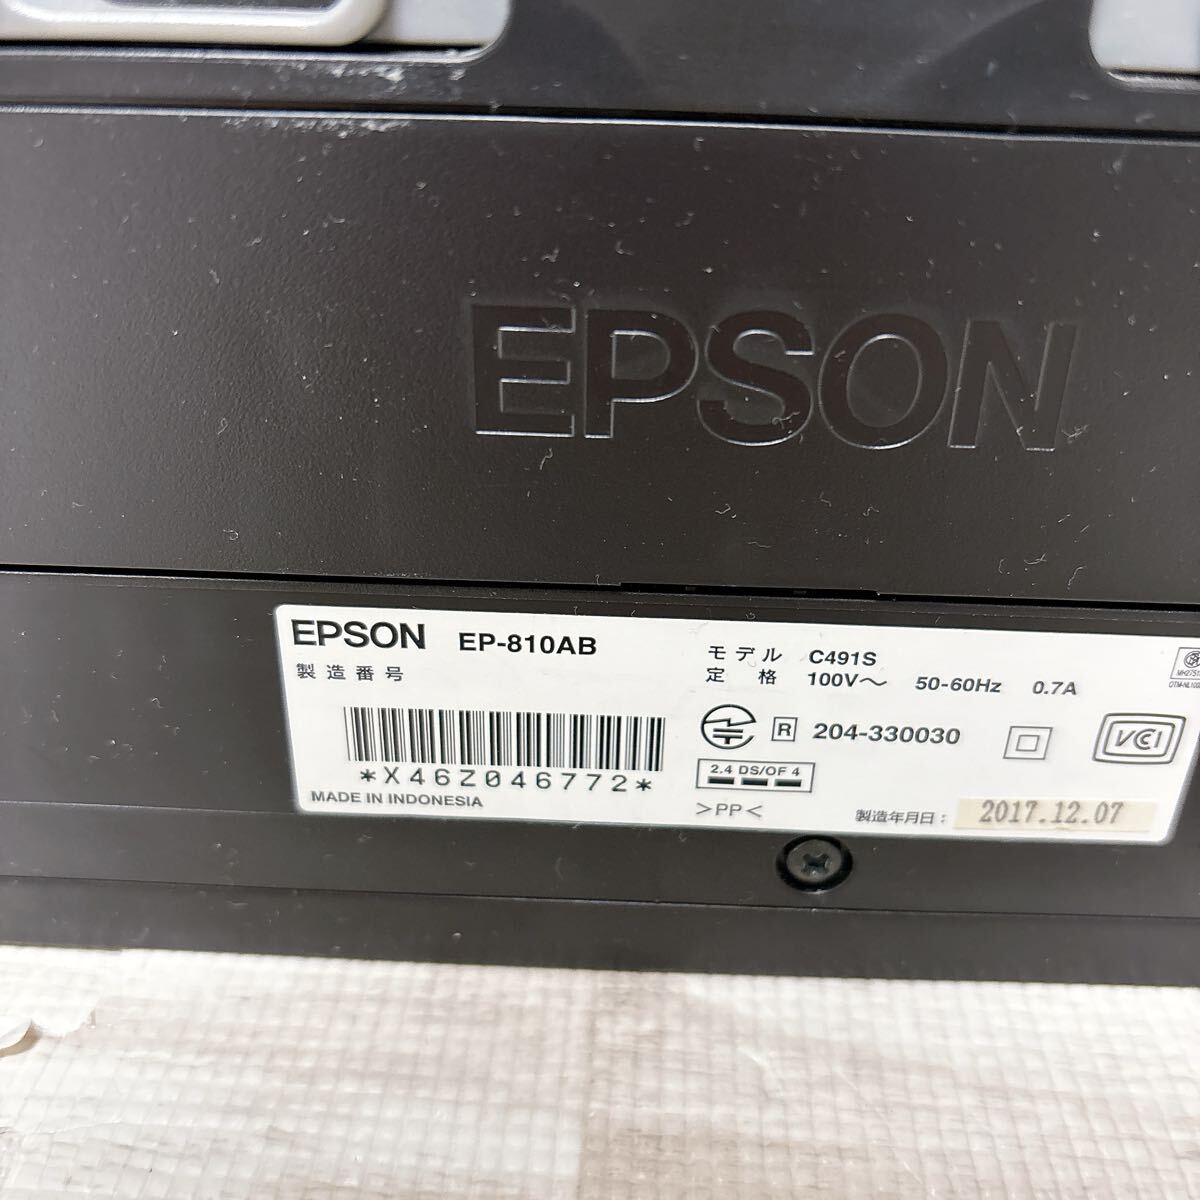 EPSON
EPSON EP-810AB
製造番号
*X46Z046772*
MADE IN INDONESIA
モデル C491S
定格 100V～ 50-60Hz 0.7A
R 204-330030
2.4 DS/OF 4
>PP<
VCCI
製造年月日: 2017.12.07